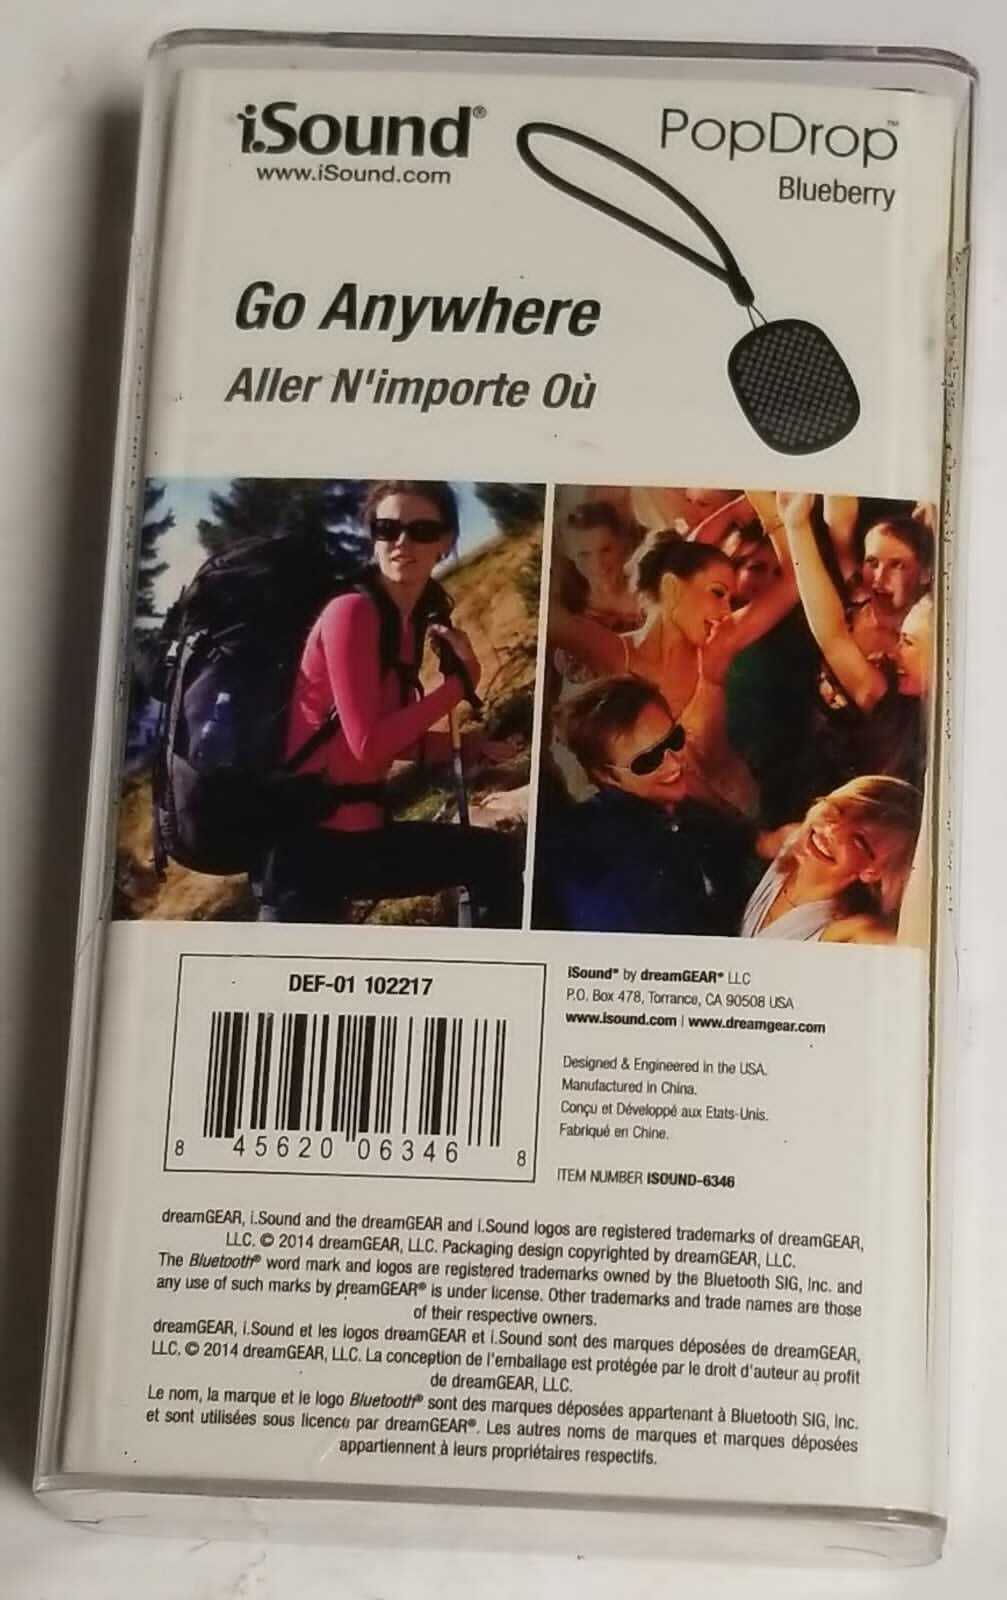 i.Sound®
www.iSound.com
PopDrop™
Blueberry
Go Anywhere
Aller N'importe Où
DEF-01 102217
8 45620 06346 8
iSound® by dreamGEAR® LLC
P.O. Box 478, Torrance, CA 90508 USA
www.isound.com | www.dreamgear.com
Designed & Engineered in the USA.
Manufactured in China.
Conçu et Développé aux Etats-Unis.
Fabriqué en Chine.
ITEM NUMBER ISOUND-6346
dreamGEAR, i.Sound and the dreamGEAR and i.Sound logos are registered trademarks of dreamGEAR,
LLC. © 2014 dreamGEAR, LLC. Packaging design copyrighted by dreamGEAR, LLC.
The Bluetooth® word mark and logos are registered trademarks owned by the Bluetooth SIG, Inc. and
any use of such marks by dreamGEAR® is under license. Other trademarks and trade names are those
of their respective owners.
dreamGEAR, i.Sound et les logos dreamGEAR et i.Sound sont des marques déposées de dreamGEAR,
LLC. © 2014 dreamGEAR, LLC. La conception de l'emballage est protégée par le droit d'auteur au profit
de dreamGEAR, LLC.
Le nom, la marque et le logo Bluetooth® sont des marques déposées appartenant à Bluetooth SIG, Inc.
et sont utilisées sous licence par dreamGEAR®. Les autres noms de marques et marques déposées
appartiennent à leurs propriétaires respectifs.